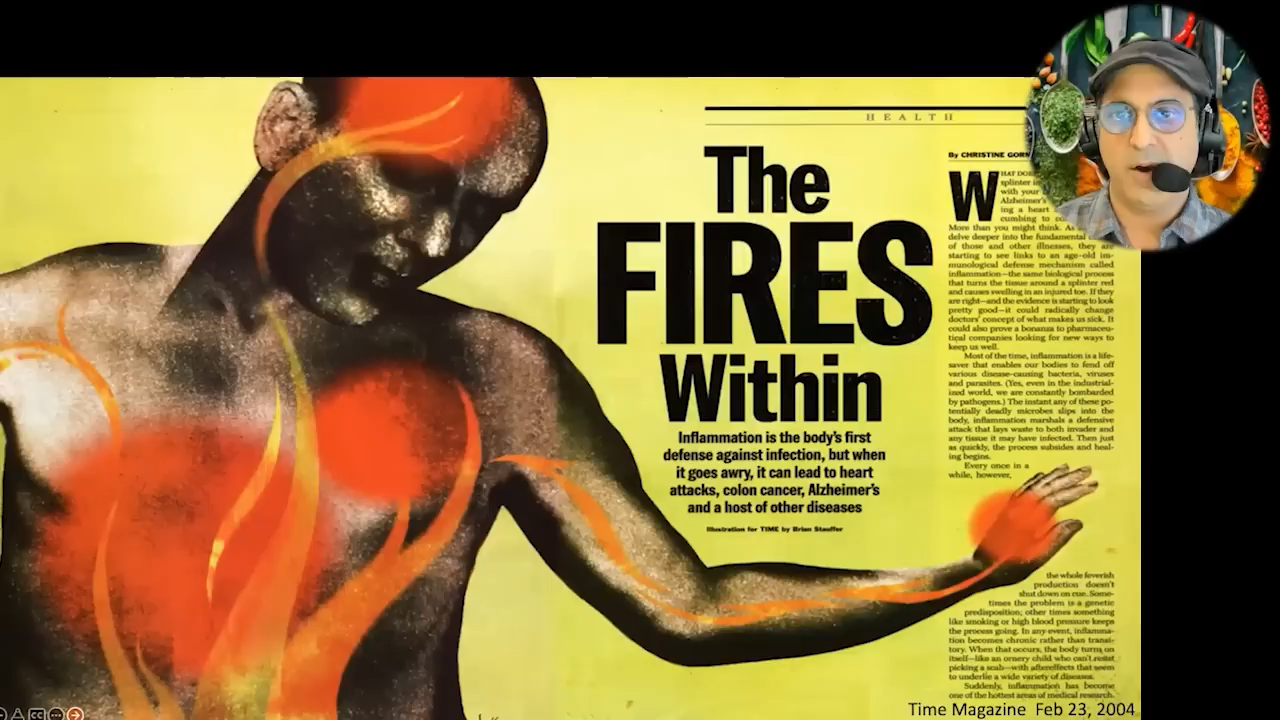 HEALTH
The
FIRES
Within
Inflammation is the body's first
defense against infection, but when
it goes awry, it can lead to heart
attacks, colon cancer, Alzheimer's
and a host of other diseases
Illustration for TIME by Brian Stauffer
By CHRISTINE
WHAT
splinter
with your
Alzheimer's
ing a heart
cumbing to
More than you might think. As
delve deeper into the fundamental
of those and other illnesses, they are
starting to see links to an age-old im-
munological defense mechanism called
inflammation—the same biological process
that turns the tissue around a splinter red
and causes swelling in an injured toe. If they
are right—and the evidence is starting to look
pretty good—it could radically change
doctors' concept of what makes us sick. It
could also prove a bonanza to pharmaceu-
tical companies looking for new ways to
keep us well.
Most of the time, inflammation is a life-
saver that enables our bodies to fend off
various disease-causing bacteria, viruses
and parasites. (Yes, even in the industrial-
ized world, we are constantly bombarded
by pathogens.) The instant any of these po-
tentially deadly microbes slips into the
body, inflammation marshals a defensive
attack that lays waste to both invader and
any tissue it may have infected. Then just
as quickly, the process subsides and heal-
ing begins.
Every once in a
while, however,
the whole feverish
production doesn't
shut down on cue. Some-
times the problem is a genetic
predisposition; other times something
like smoking or high blood pressure keeps
the process going. In any event, inflamma-
tion becomes chronic rather than transi-
tory. When that occurs, the body turns on
itself—like an ornery child who can't resist
picking a scab—with aftereffects that seem
to underlie a wide variety of diseases.
Suddenly, inflammation has become
one of the hottest areas of medical research.
Time Magazine Feb 23, 2004